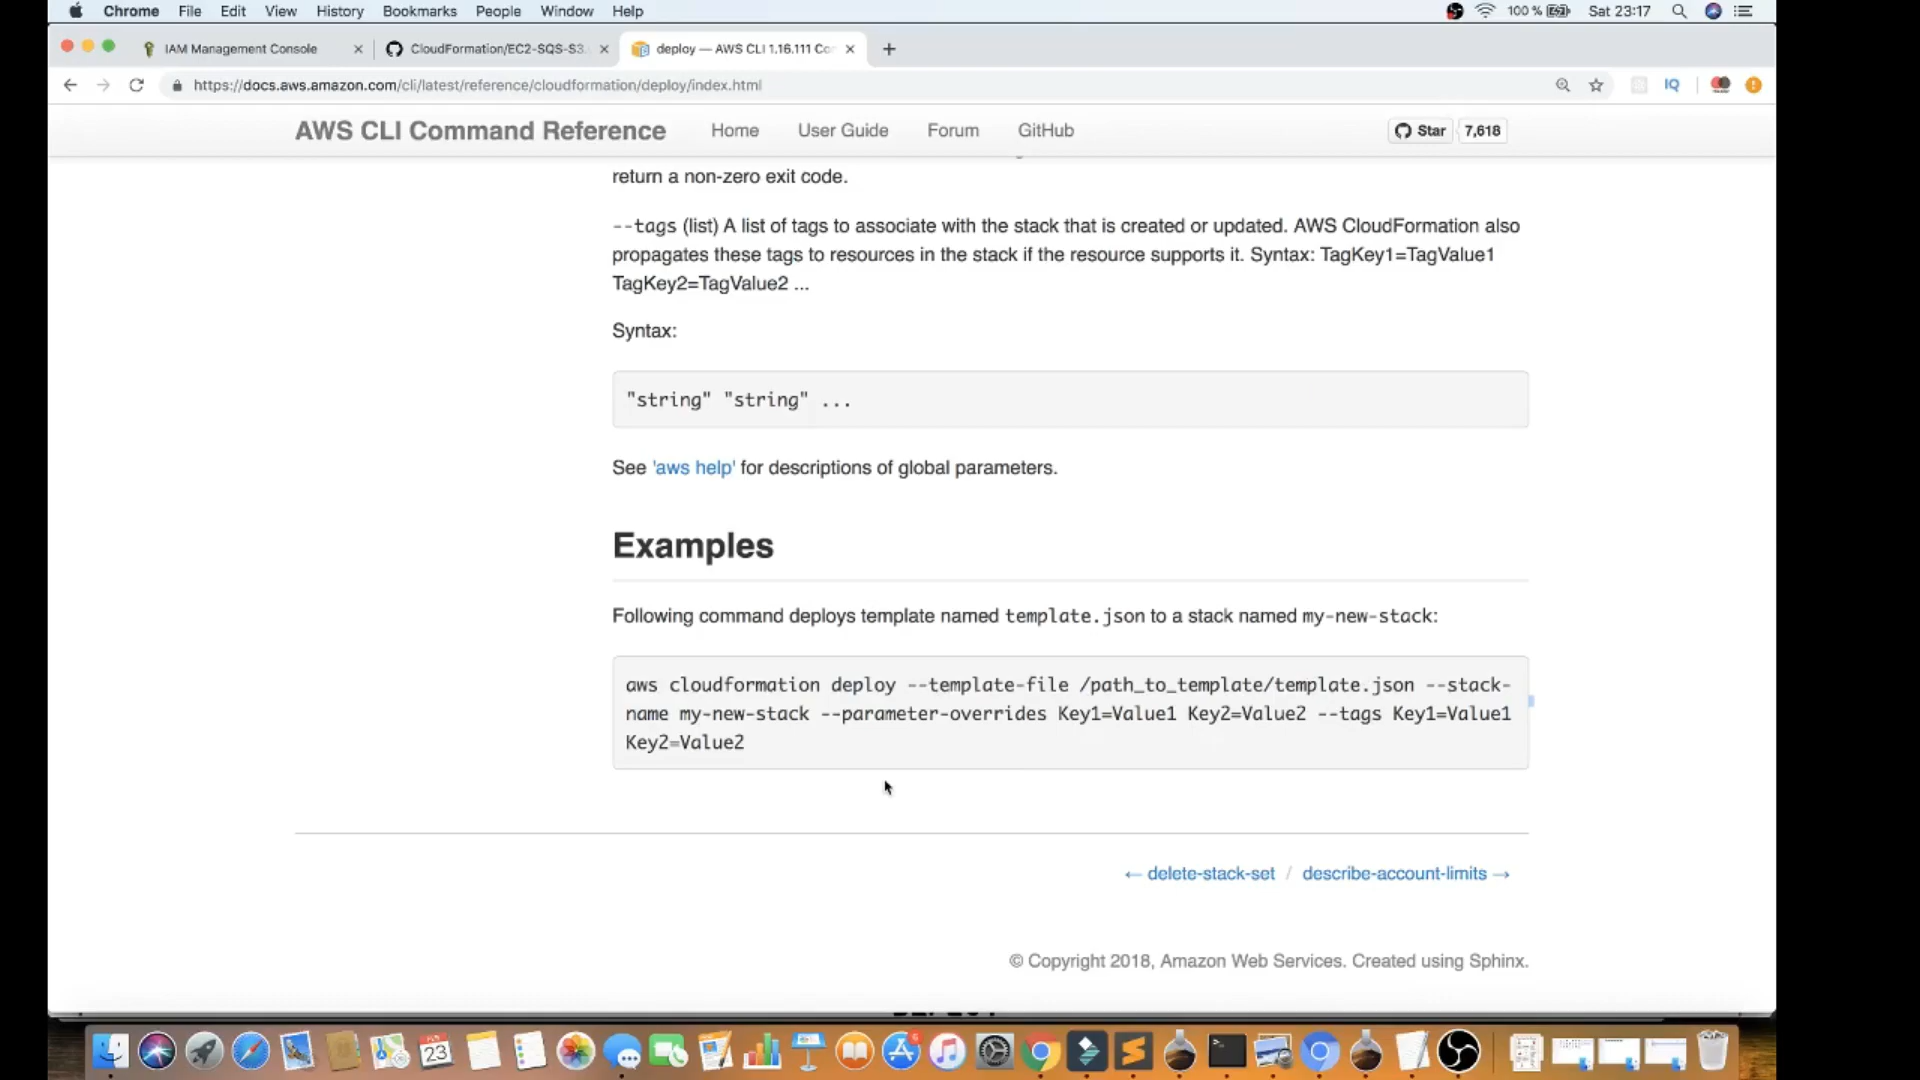 Chrome File Edit View History Bookmarks People Window Help 100 % Sat 23:17
IAM Management Console CloudFormation/EC2-SQS-S3. deploy — AWS CLI 1.16.111 Co
https://docs.aws.amazon.com/cli/latest/reference/cloudformation/deploy/index.html IQ
AWS CLI Command Reference Home User Guide Forum GitHub Star 7,618
return a non-zero exit code.
--tags (list) A list of tags to associate with the stack that is created or updated. AWS CloudFormation also
propagates these tags to resources in the stack if the resource supports it. Syntax: TagKey1=TagValue1
TagKey2=TagValue2 ...
Syntax:
"string" "string" ...
See 'aws help' for descriptions of global parameters.
Examples
Following command deploys template named template.json to a stack named my-new-stack:
aws cloudformation deploy --template-file /path_to_template/template.json --stack-
name my-new-stack --parameter-overrides Key1=Value1 Key2=Value2 --tags Key1=Value1
Key2=Value2
← delete-stack-set / describe-account-limits →
© Copyright 2018, Amazon Web Services. Created using Sphinx.
23